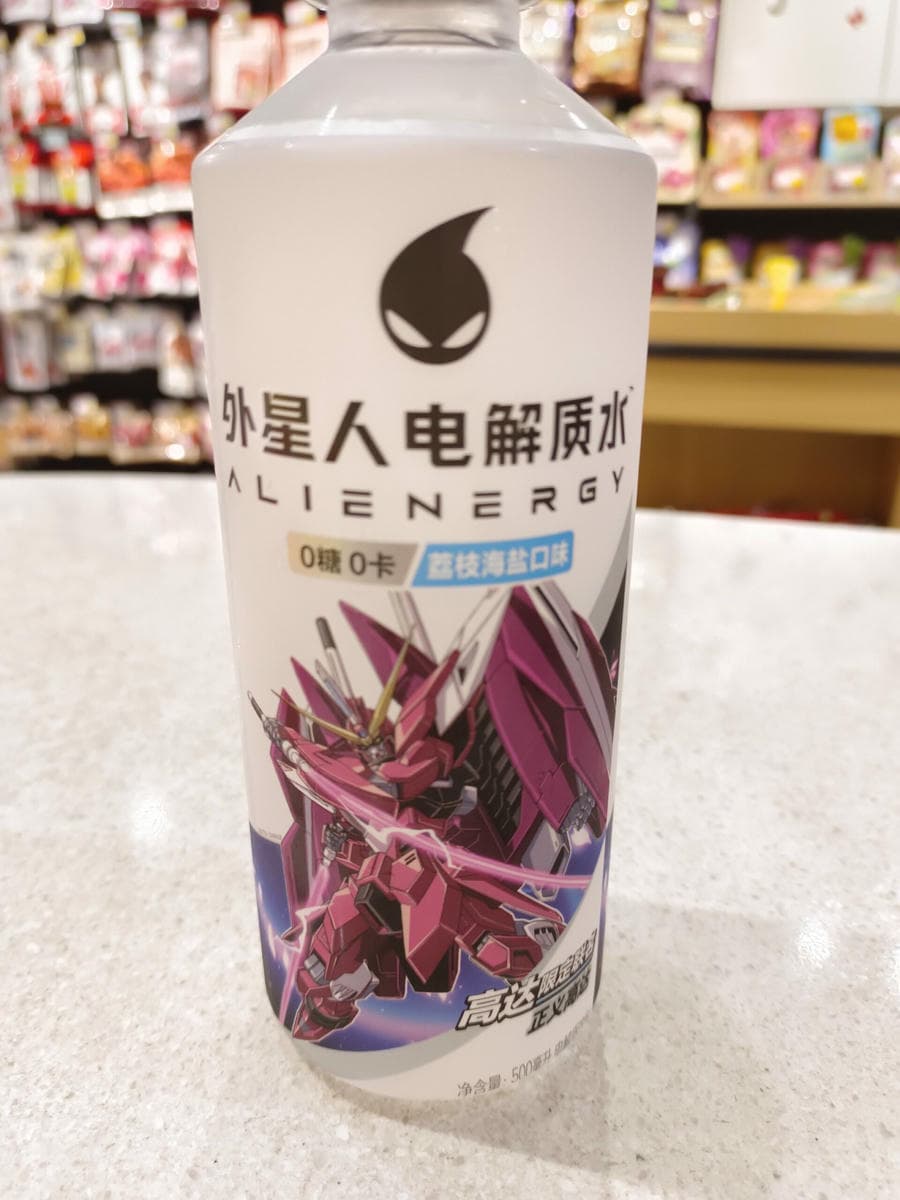 外星人电解质水
ALIENERGY
0糖 0卡 荔枝海盐口味
高达 限定联名
正义高达
净含量：500毫升